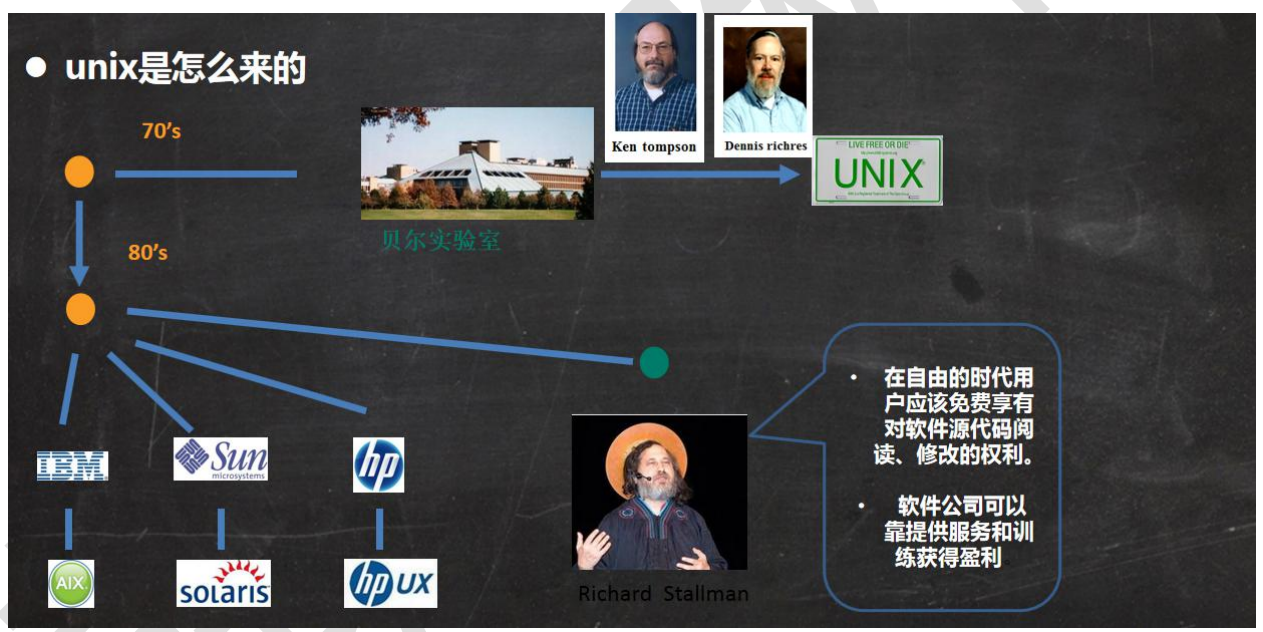 ● unix是怎么来的
70's
Ken tompson
Dennis richres
LIVE FREE OR DIE
UNIX
贝尔实验室
80's
• 在自由的时代用
户应该免费享有
对软件源代码阅
读、修改的权利。
• 软件公司可以
靠提供服务和训
练获得盈利
IBM
Sun
microsystems
hp
AIX
solaris
hp UX
Richard Stallman